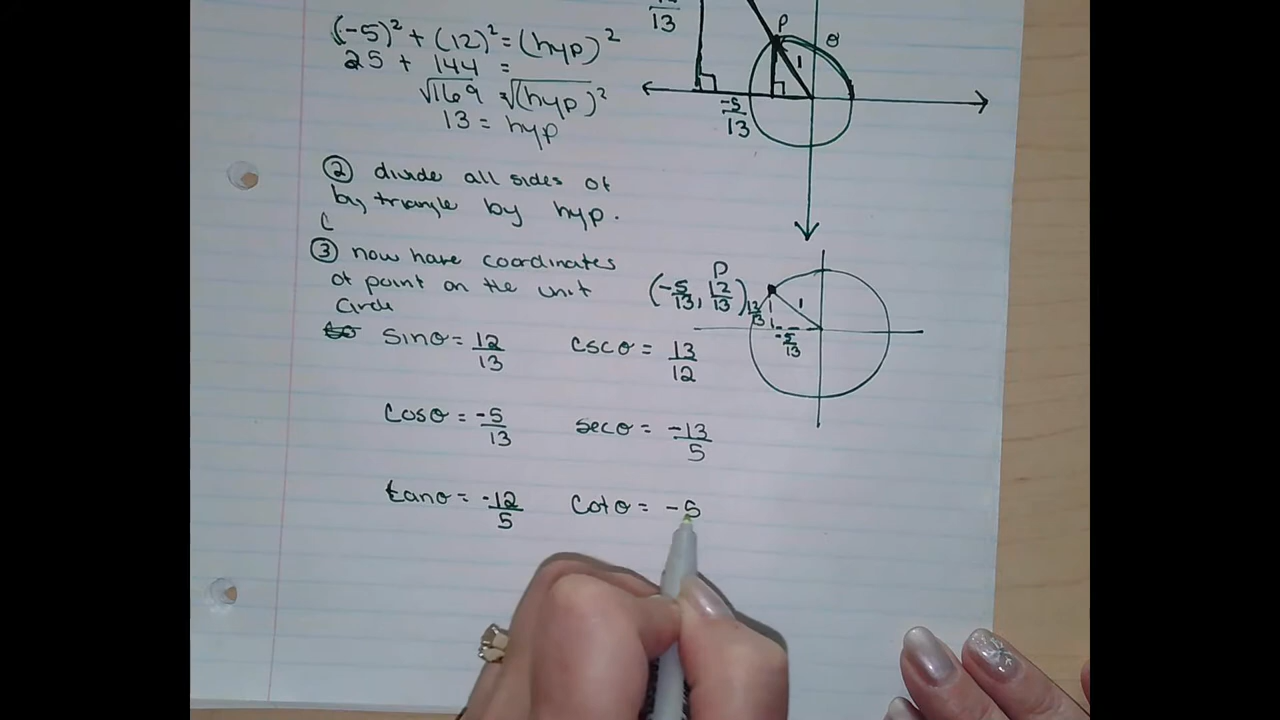 (-5)² + (12)² = (hyp)²
25 + 144 =
√169 = √(hyp)²
13 = hyp
② divide all sides of
big triangle by hyp.
③ now have coordinates
of point on the unit
circle
sinθ = 12/13 cscθ = 13/12
cosθ = -5/13 secθ = -13/5
tanθ = -12/5 cotθ = -5
13
P
θ
1
-5/13
P
(-5/13, 12/13)
12/13
1
-5/13